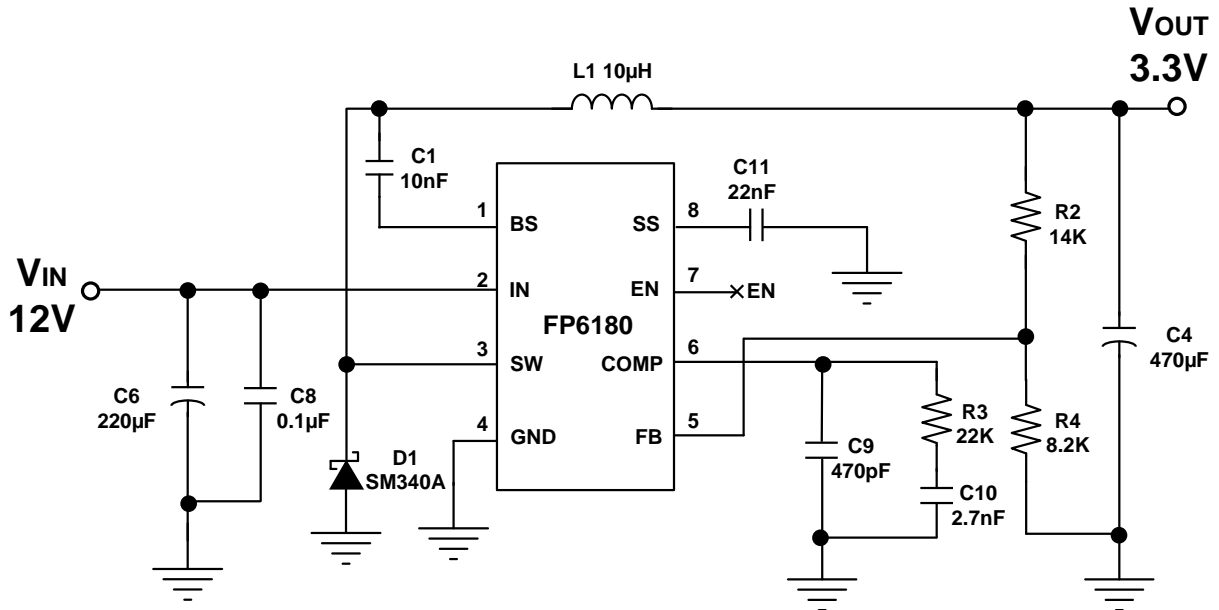 VOUT
3.3V
L1 10µH
C1
10nF
C11
22nF
1
BS
SS
8
R2
14K
VIN
12V
2
IN
EN
7
EN
FP6180
3
SW
COMP
6
C4
470µF
C6
220µF
C8
0.1µF
4
GND
FB
5
R3
22K
R4
8.2K
D1
SM340A
C9
470pF
C10
2.7nF